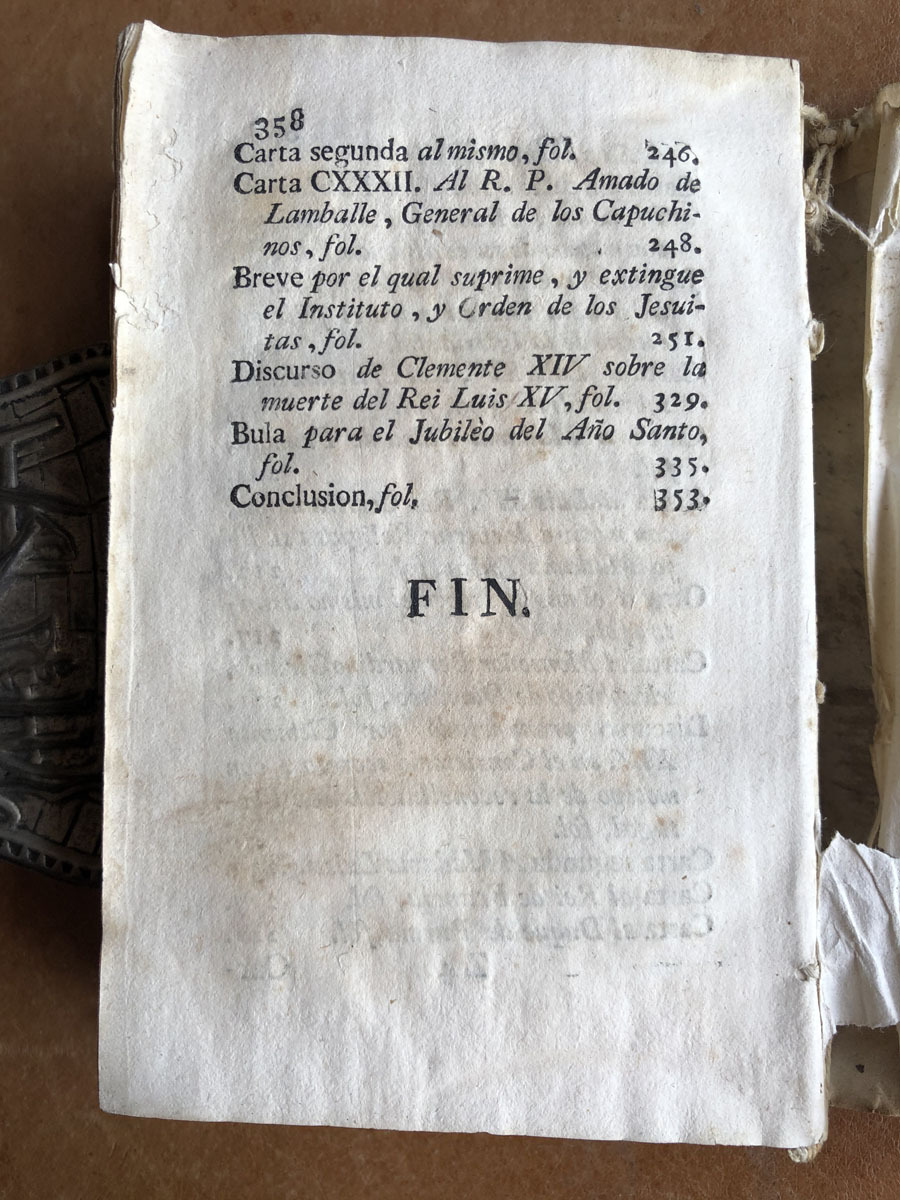 358
Carta segunda al mismo, fol. 246.
Carta CXXXII. Al R. P. Amado de
Lamballe, General de los Capuchi-
nos, fol. 248.
Breve por el qual suprime, y extingue
el Instituto, y Orden de los Jesui-
tas, fol. 251.
Discurso de Clemente XIV sobre la
muerte del Rei Luis XV, fol. 329.
Bula para el Jubilèo del Año Santo,
fol. 335.
Conclusion, fol. 353.
FIN.